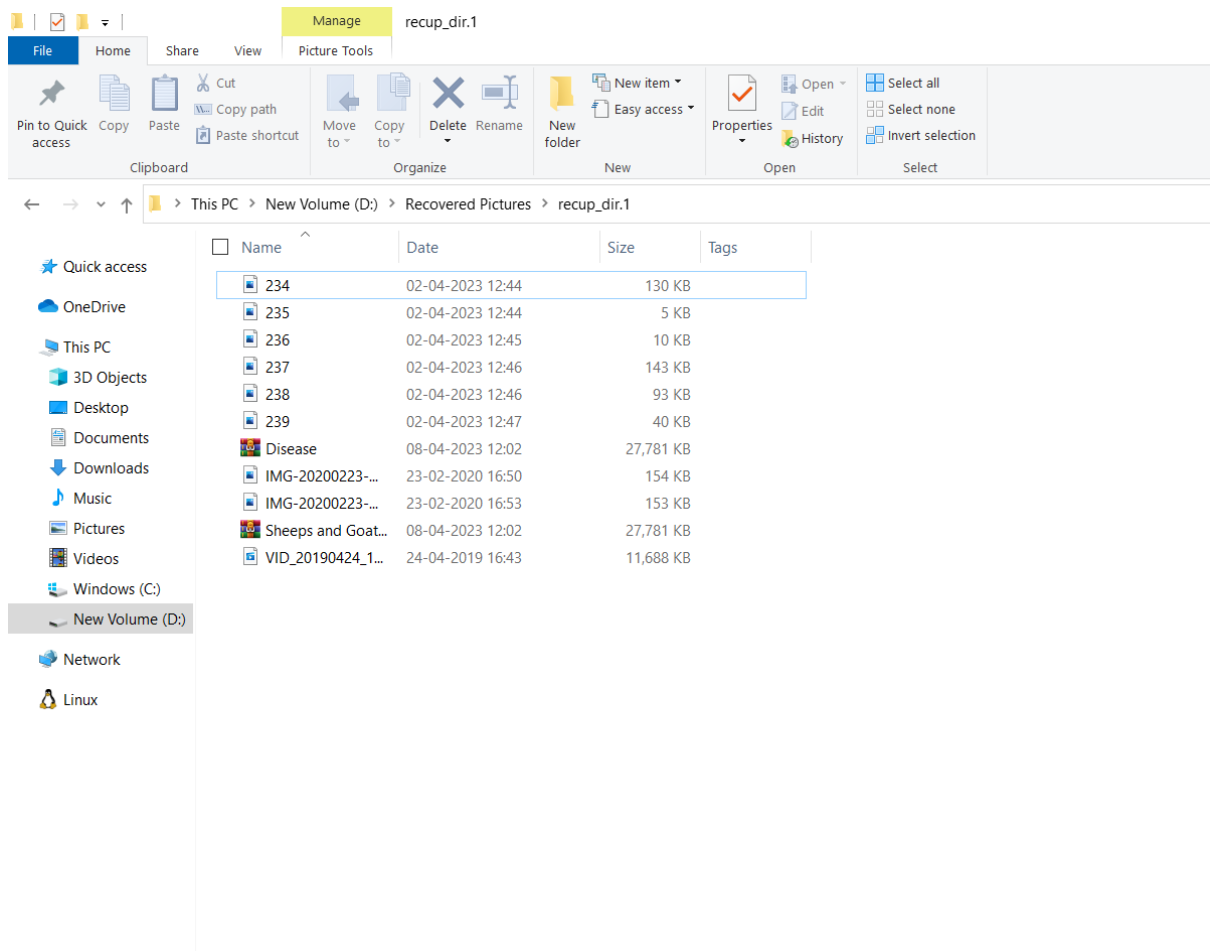 Manage
recup_dir.1
File Home Share View Picture Tools
Pin to Quick access
Copy
Paste
Cut
Copy path
Paste shortcut
Clipboard
Move to
Copy to
Delete
Rename
Organize
New folder
New item
Easy access
New
Properties
Open
Edit
History
Open
Select all
Select none
Invert selection
Select
This PC > New Volume (D:) > Recovered Pictures > recup_dir.1
Quick access
OneDrive
This PC
3D Objects
Desktop
Documents
Downloads
Music
Pictures
Videos
Windows (C:)
New Volume (D:)
Network
Linux
Name Date Size Tags
234 02-04-2023 12:44 130 KB
235 02-04-2023 12:44 5 KB
236 02-04-2023 12:45 10 KB
237 02-04-2023 12:46 143 KB
238 02-04-2023 12:46 93 KB
239 02-04-2023 12:47 40 KB
Disease 08-04-2023 12:02 27,781 KB
IMG-20200223-... 23-02-2020 16:50 154 KB
IMG-20200223-... 23-02-2020 16:53 153 KB
Sheeps and Goat... 08-04-2023 12:02 27,781 KB
VID_20190424_1... 24-04-2019 16:43 11,688 KB